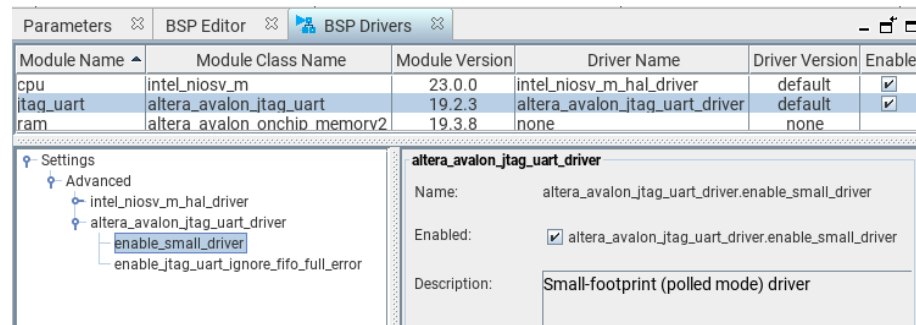 Parameters BSP Editor BSP Drivers
Module Name Module Class Name Module Version Driver Name Driver Version Enable
cpu intel_niosv_m 23.0.0 intel_niosv_m_hal_driver default
jtag_uart altera_avalon_jtag_uart 19.2.3 altera_avalon_jtag_uart_driver default
ram altera_avalon_onchip_memory2 19.3.8 none none
Settings
Advanced
intel_niosv_m_hal_driver
altera_avalon_jtag_uart_driver
enable_small_driver
enable_jtag_uart_ignore_fifo_full_error
altera_avalon_jtag_uart_driver
Name: altera_avalon_jtag_uart_driver.enable_small_driver
Enabled: altera_avalon_jtag_uart_driver.enable_small_driver
Description: Small-footprint (polled mode) driver